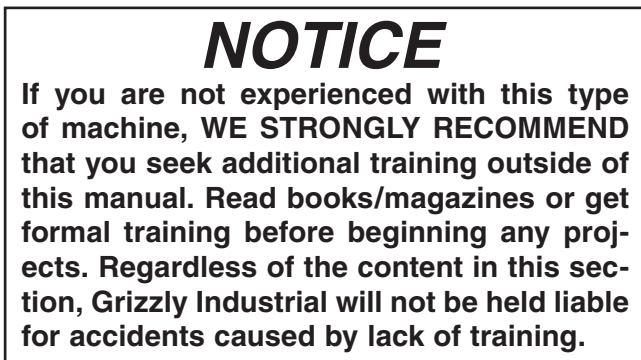 NOTICE
If you are not experienced with this type
of machine, WE STRONGLY RECOMMEND
that you seek additional training outside of
this manual. Read books/magazines or get
formal training before beginning any proj-
ects. Regardless of the content in this sec-
tion, Grizzly Industrial will not be held liable
for accidents caused by lack of training.